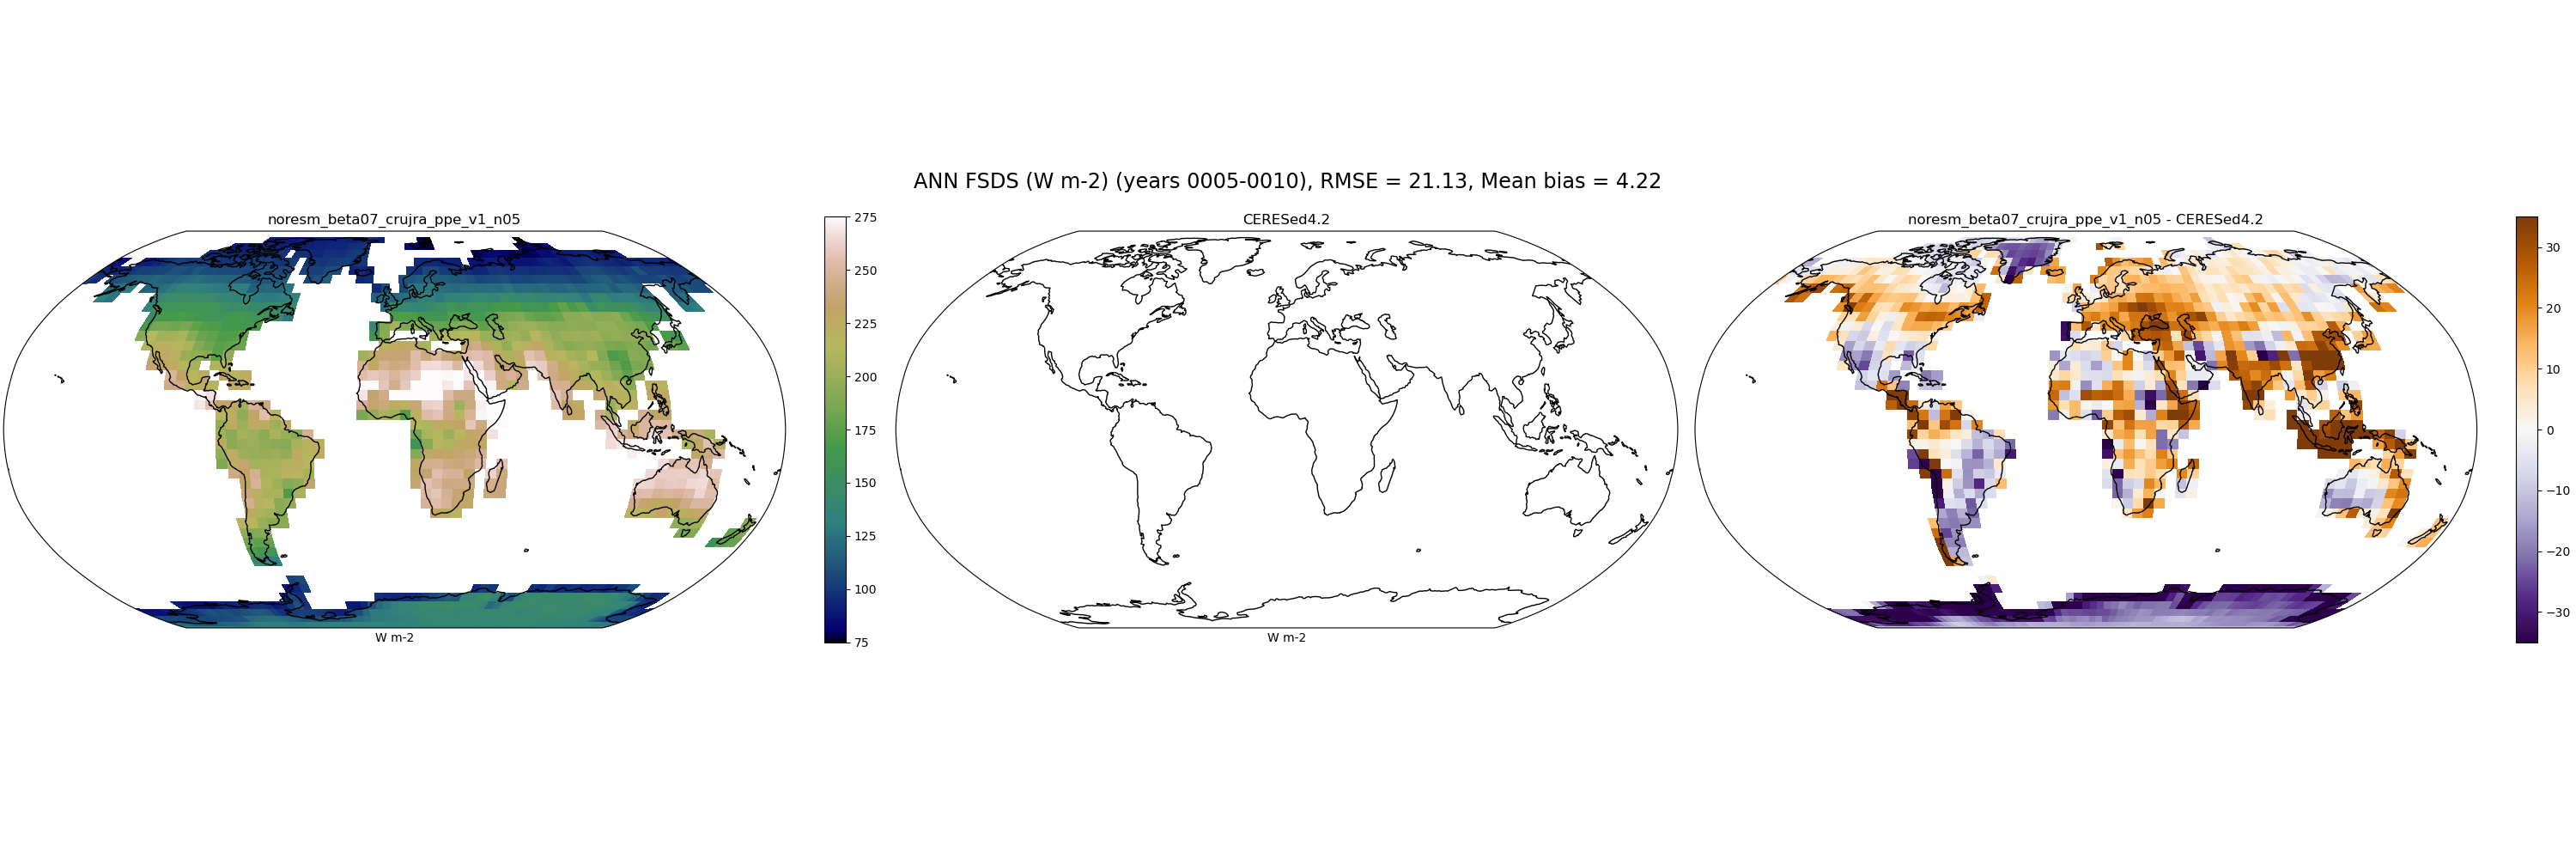 ANN FSDS (W m-2) (years 0005-0010), RMSE = 21.13, Mean bias = 4.22
noresm_beta07_crujra_ppe_v1_n05
275
250
225
200
175
150
125
100
75
W m-2
CERESed4.2
W m-2
noresm_beta07_crujra_ppe_v1_n05 - CERESed4.2
30
20
10
0
−10
−20
−30